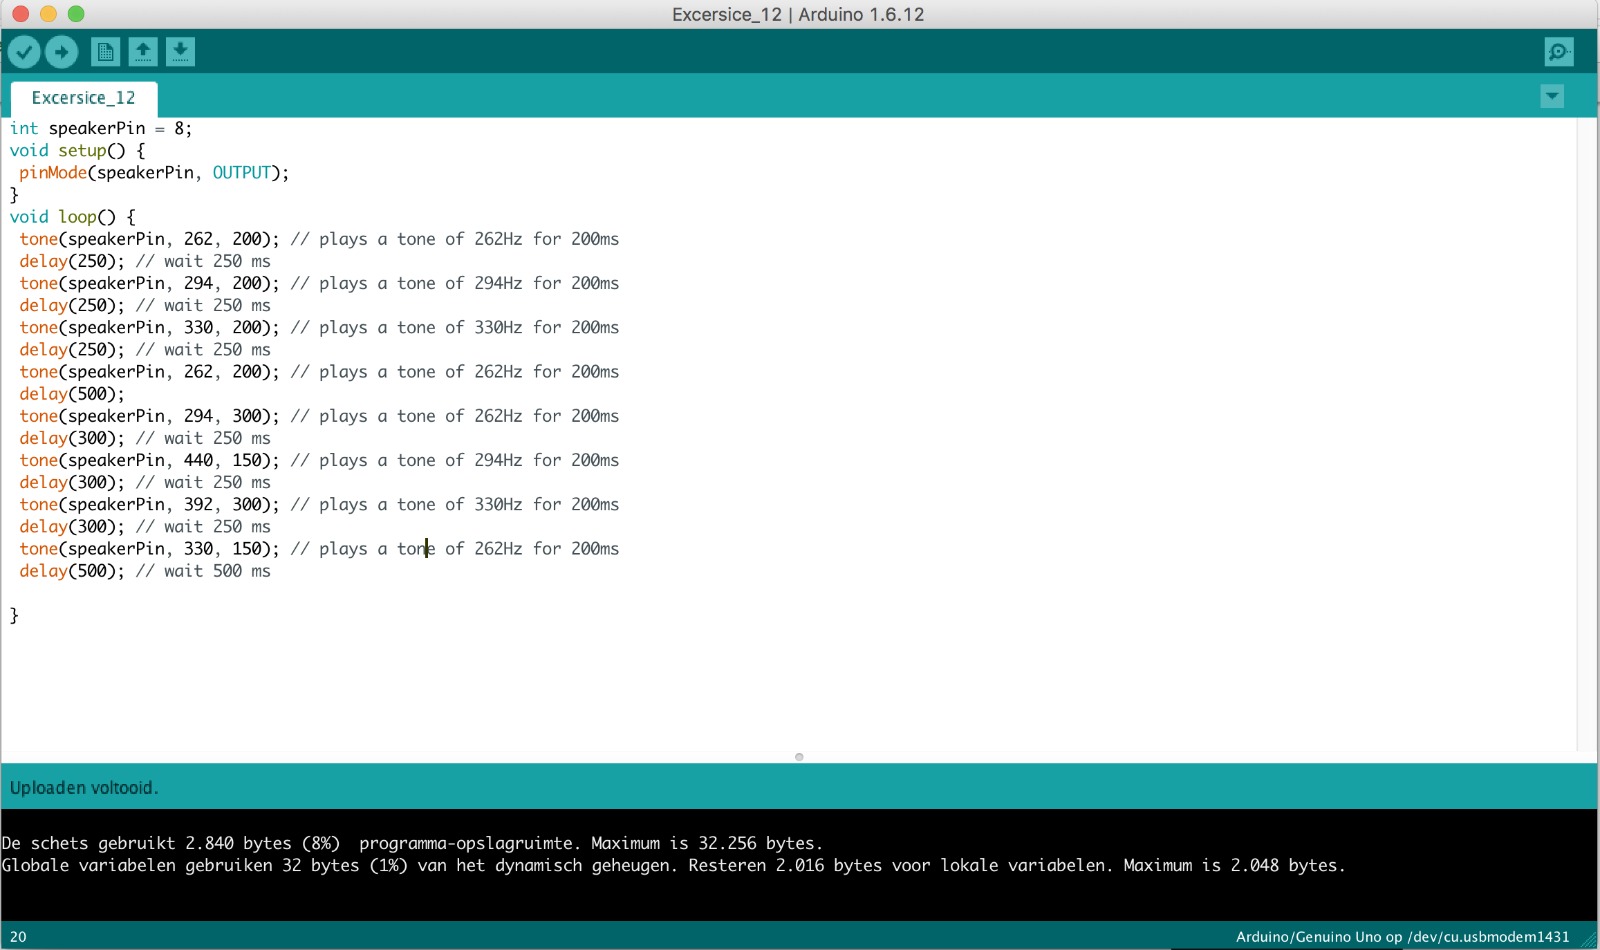 Excersice_12 | Arduino 1.6.12
Excersice_12
int speakerPin = 8;
void setup() {
pinMode(speakerPin, OUTPUT);
}
void loop() {
tone(speakerPin, 262, 200); // plays a tone of 262Hz for 200ms
delay(250); // wait 250 ms
tone(speakerPin, 294, 200); // plays a tone of 294Hz for 200ms
delay(250); // wait 250 ms
tone(speakerPin, 330, 200); // plays a tone of 330Hz for 200ms
delay(250); // wait 250 ms
tone(speakerPin, 262, 200); // plays a tone of 262Hz for 200ms
delay(500);
tone(speakerPin, 294, 300); // plays a tone of 262Hz for 200ms
delay(300); // wait 250 ms
tone(speakerPin, 440, 150); // plays a tone of 294Hz for 200ms
delay(300); // wait 250 ms
tone(speakerPin, 392, 300); // plays a tone of 330Hz for 200ms
delay(300); // wait 250 ms
tone(speakerPin, 330, 150); // plays a tone of 262Hz for 200ms
delay(500); // wait 500 ms
}
Uploaden voltooid.
De schets gebruikt 2.840 bytes (8%)  programma-opslagruimte. Maximum is 32.256 bytes.
Globale variabelen gebruiken 32 bytes (1%) van het dynamisch geheugen. Resteren 2.016 bytes voor lokale variabelen. Maximum is 2.048 bytes.
20
Arduino/Genuino Uno op /dev/cu.usbmodem1431